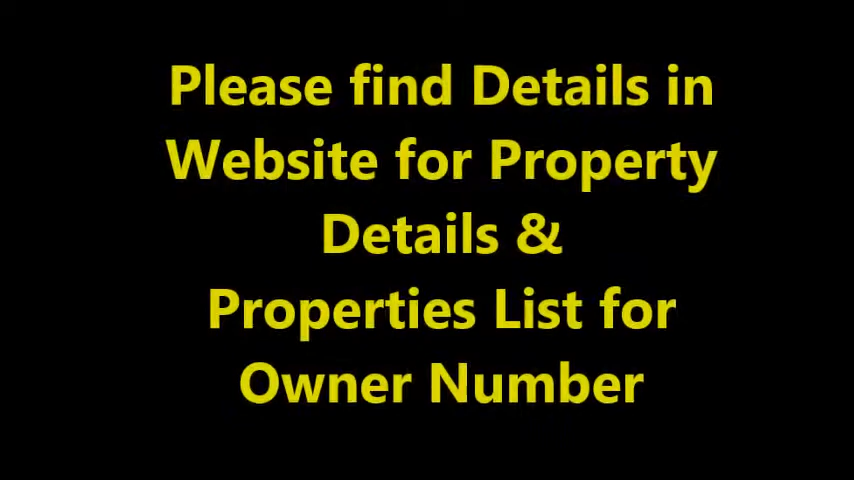 Please find Details in
Website for Property
Details &
Properties List for
Owner Number